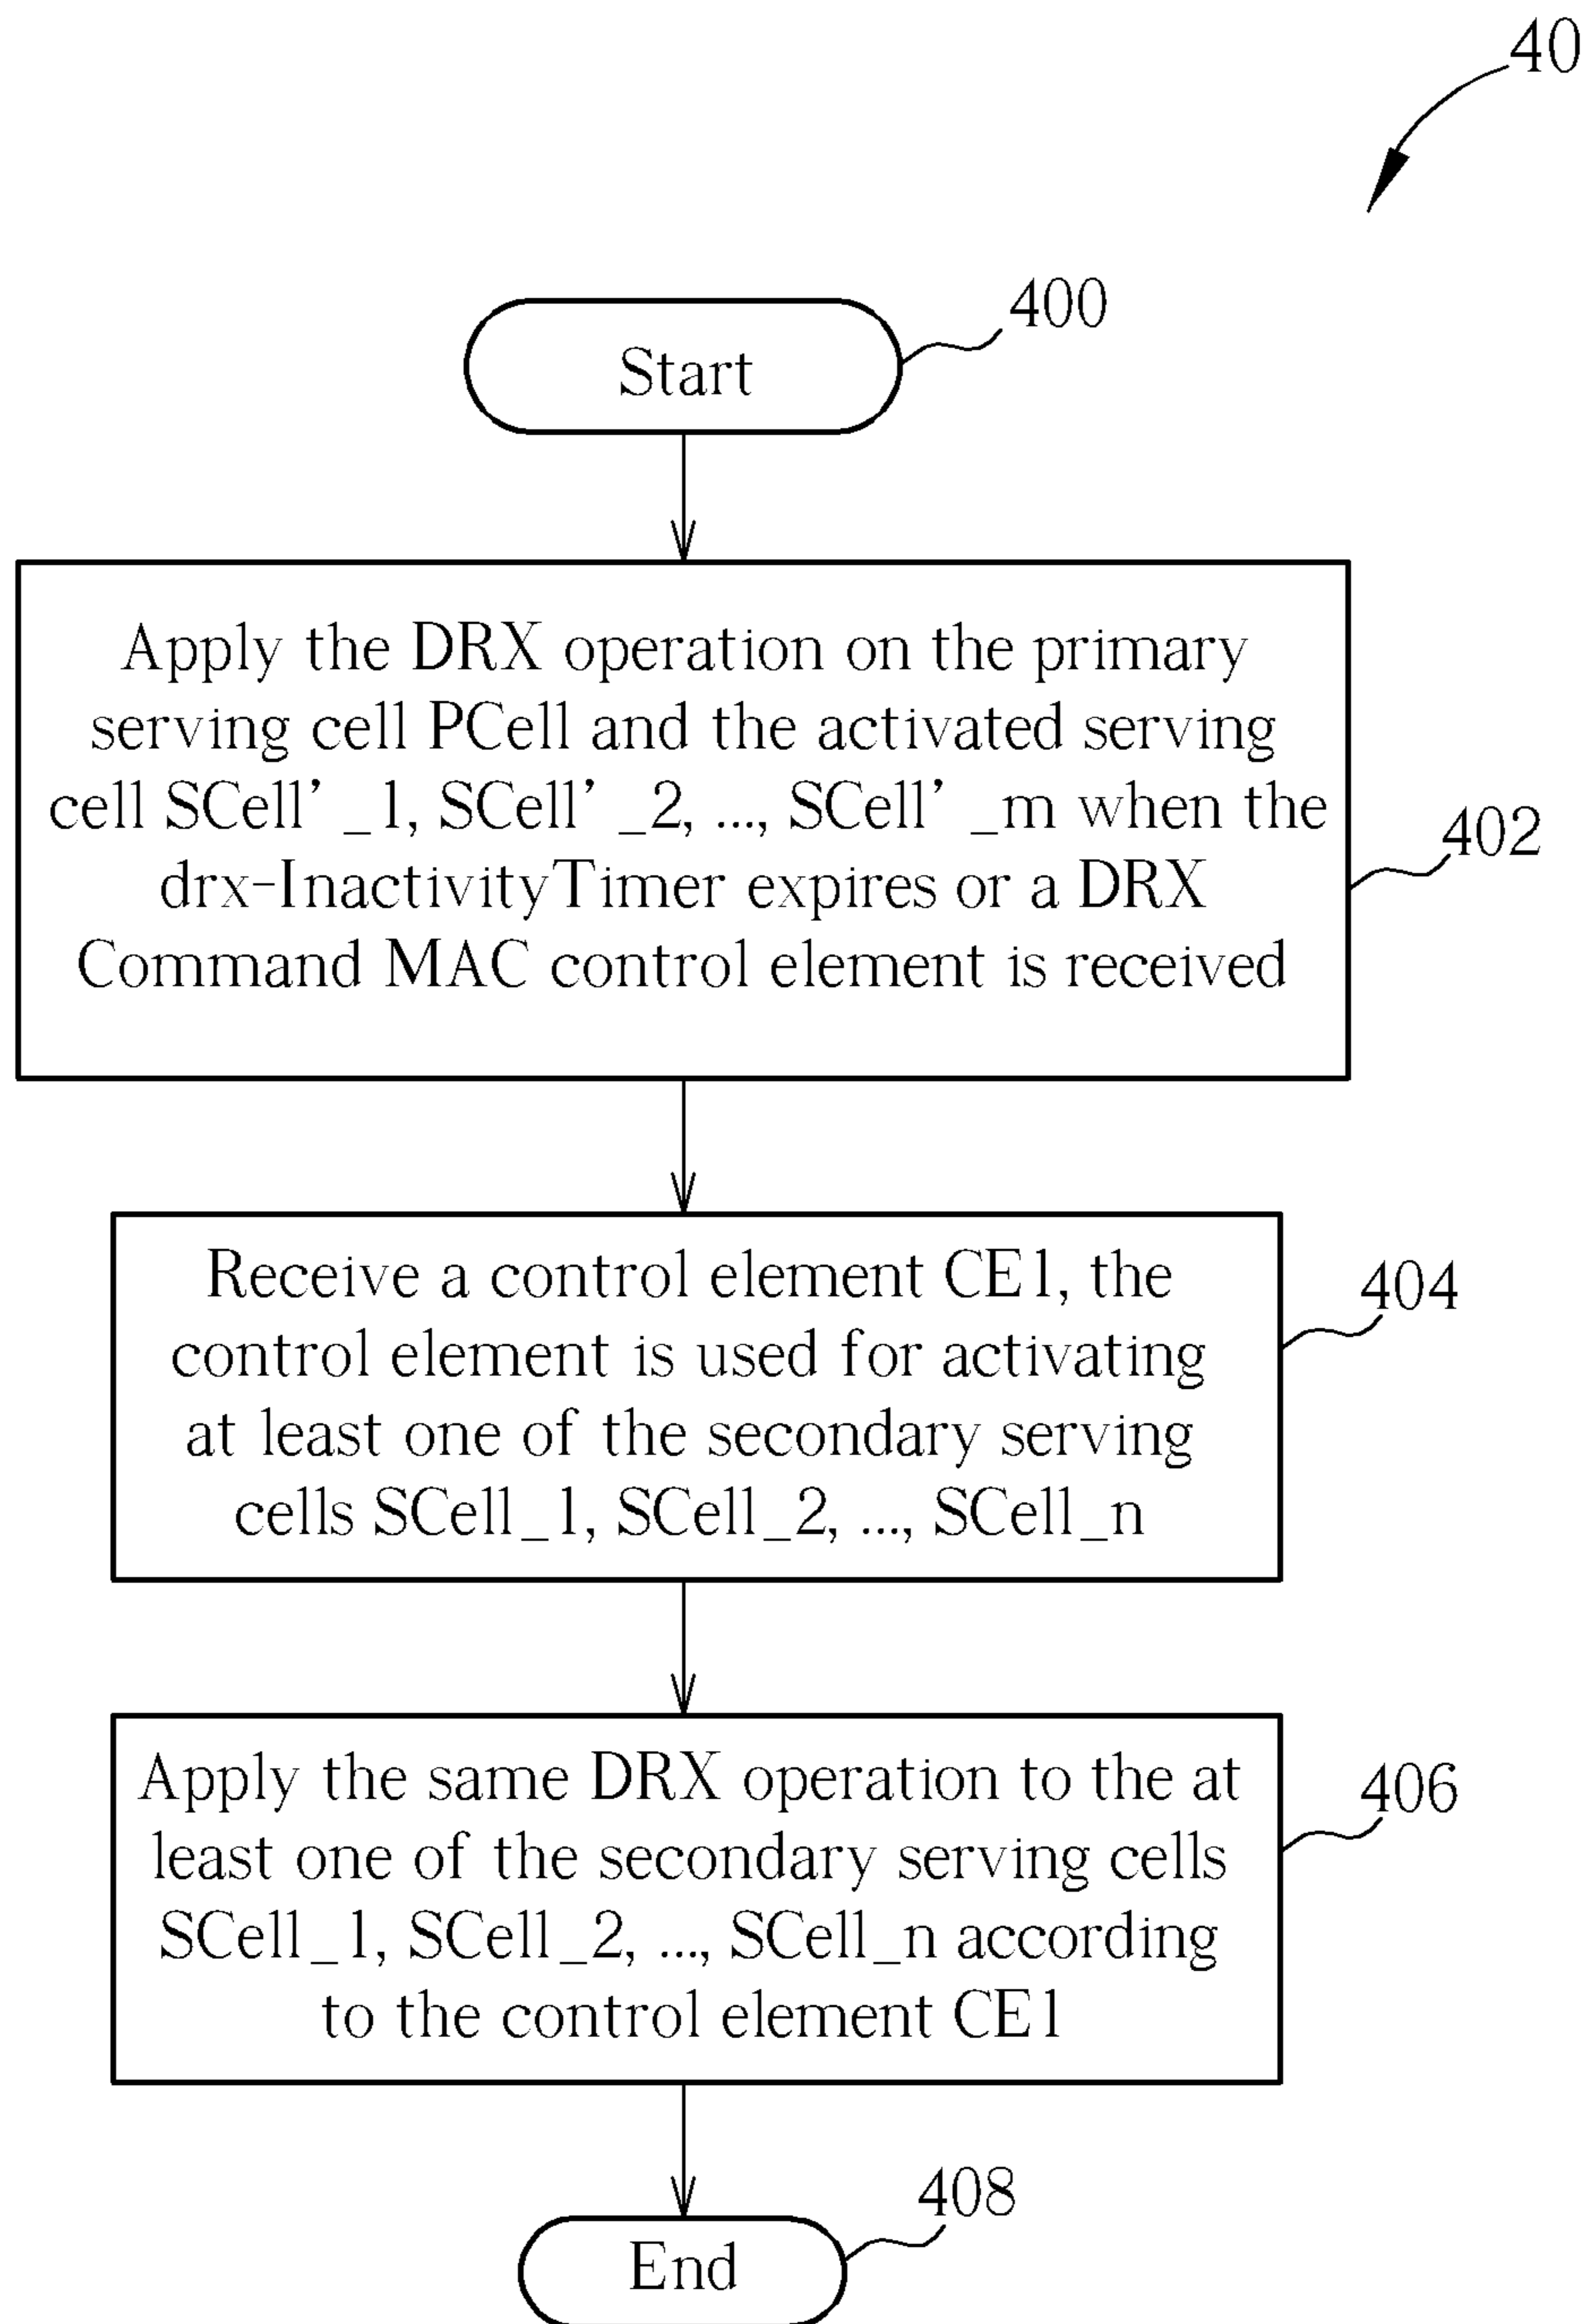 40
400
Start
Apply the DRX operation on the primary
serving cell PCell and the activated serving
cell SCell’_1, SCell’_2, ..., SCell’_m when the
drx-InactivityTimer expires or a DRX
Command MAC control element is received
402
Receive a control element CE1, the
control element is used for activating
at least one of the secondary serving
cells SCell_1, SCell_2, ..., SCell_n
404
Apply the same DRX operation to the at
least one of the secondary serving cells
SCell_1, SCell_2, ..., SCell_n according
to the control element CE1
406
408
End